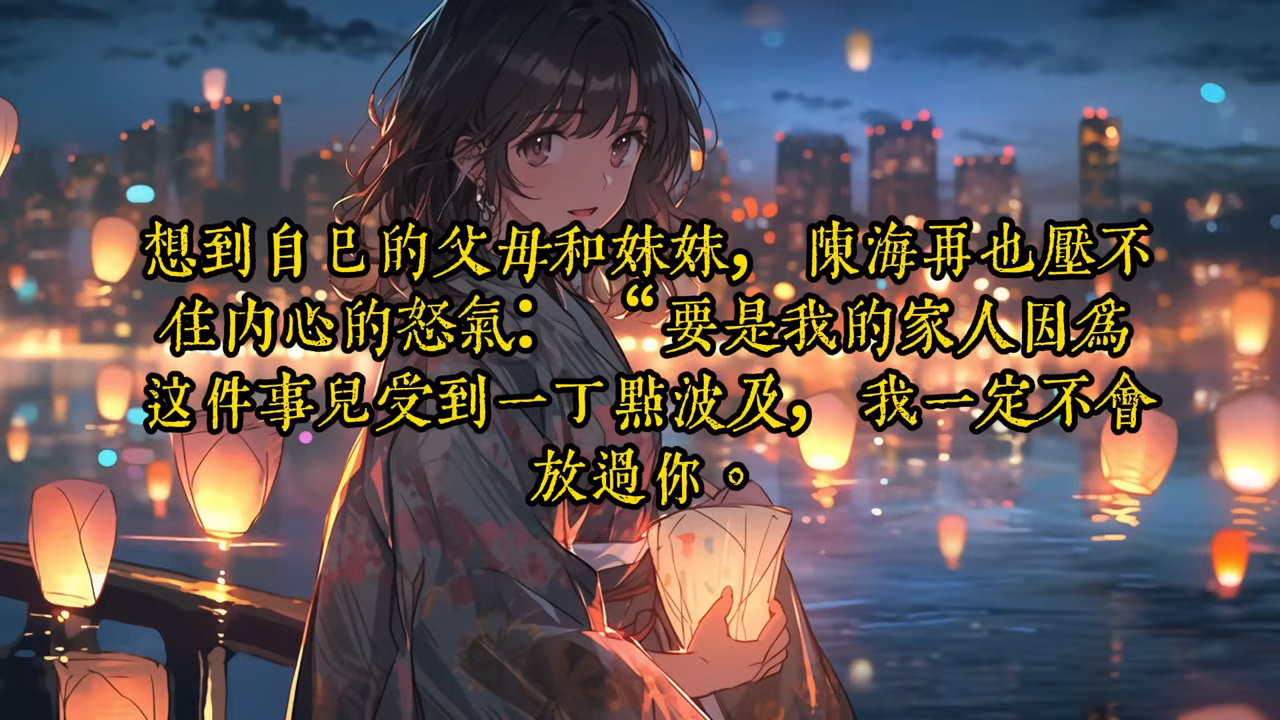 想到自己的父母和妹妹，陳海再也壓不
住内心的怒氣：“要是我的家人因爲
这件事兒受到一丁點波及，我一定不會
放過你。